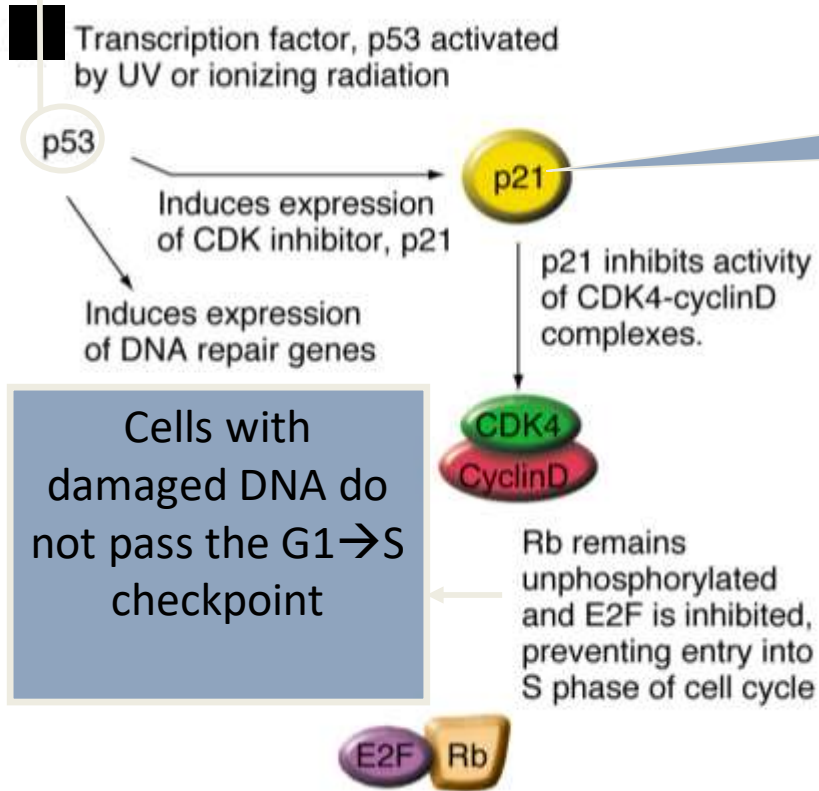 Transcription factor, p53 activated
by UV or ionizing radiation
p53
p21
Induces expression
of CDK inhibitor, p21
p21 inhibits activity
of CDK4-cyclinD
complexes.
Induces expression
of DNA repair genes
CDK4
CyclinD
Cells with
damaged DNA do
not pass the G1→S
checkpoint
Rb remains
unphosphorylated
and E2F is inhibited,
preventing entry into
S phase of cell cycle
E2F
Rb